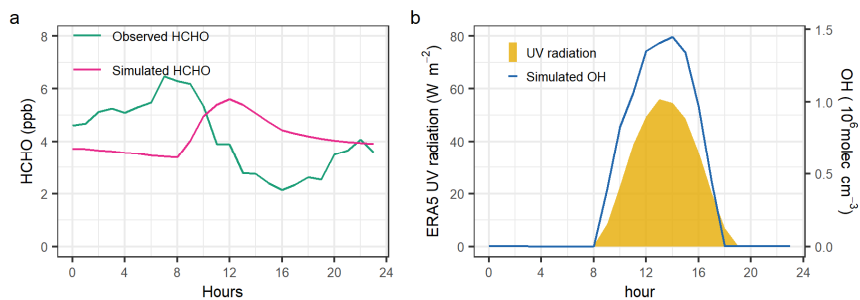 a
8
6
4
2
0
HCHO (ppb)
Observed HCHO
Simulated HCHO
0 4 8 12 16 20 24
Hours
b
80
60
40
20
0
ERA5 UV radiation (W m⁻²)
UV radiation
Simulated OH
1.5
1.0
0.5
0.0
OH ( 10⁶molec cm⁻³)
0 4 8 12 16 20 24
hour